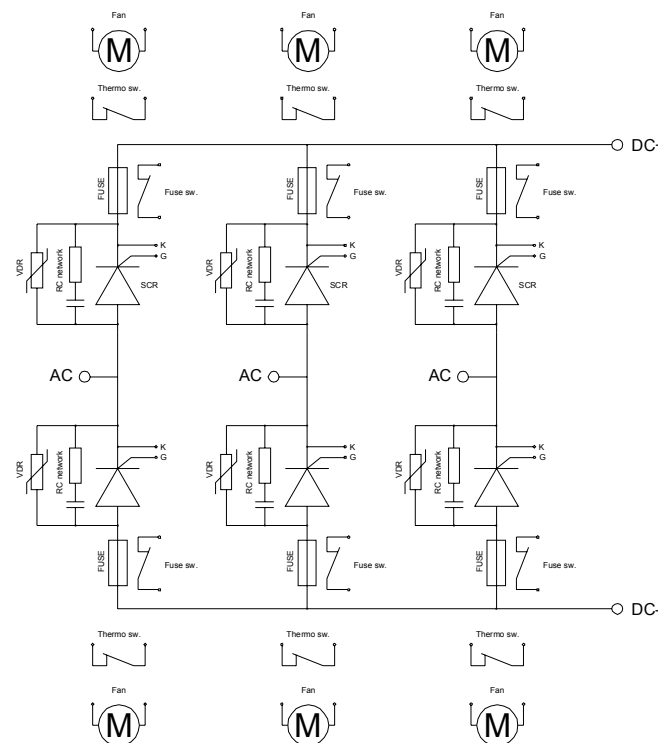 Fan Fan Fan
M M M
Thermo sw. Thermo sw. Thermo sw.
DC-
FUSE Fuse sw. FUSE Fuse sw. FUSE Fuse sw.
VDR RC network K G SCR VDR RC network K G SCR VDR RC network K G SCR
AC AC AC
VDR RC network K G VDR RC network K G VDR RC network K G
FUSE Fuse sw. FUSE Fuse sw. FUSE Fuse sw.
DC-
Thermo sw. Thermo sw. Thermo sw.
Fan Fan Fan
M M M